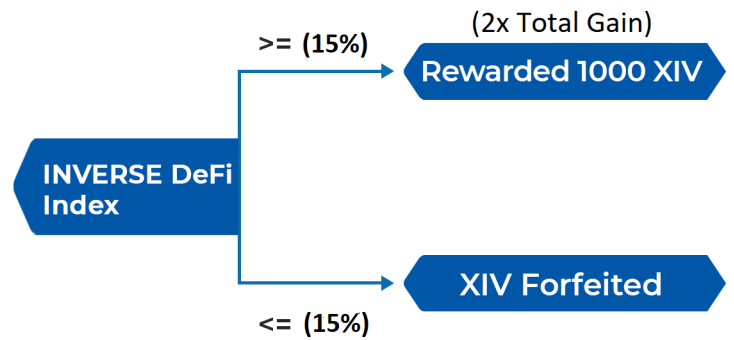 (2x Total Gain)
>= (15%)
Rewarded 1000 XIV
INVERSE DeFi
Index
XIV Forfeited
<= (15%)